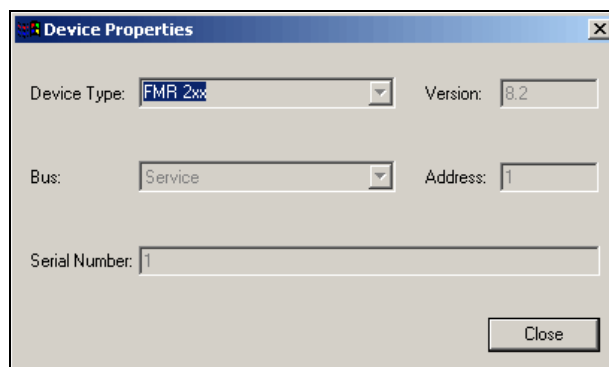 Device Properties
Device Type: FMR 2xx Version: 8.2
Bus: Service Address: 1
Serial Number: 1
Close